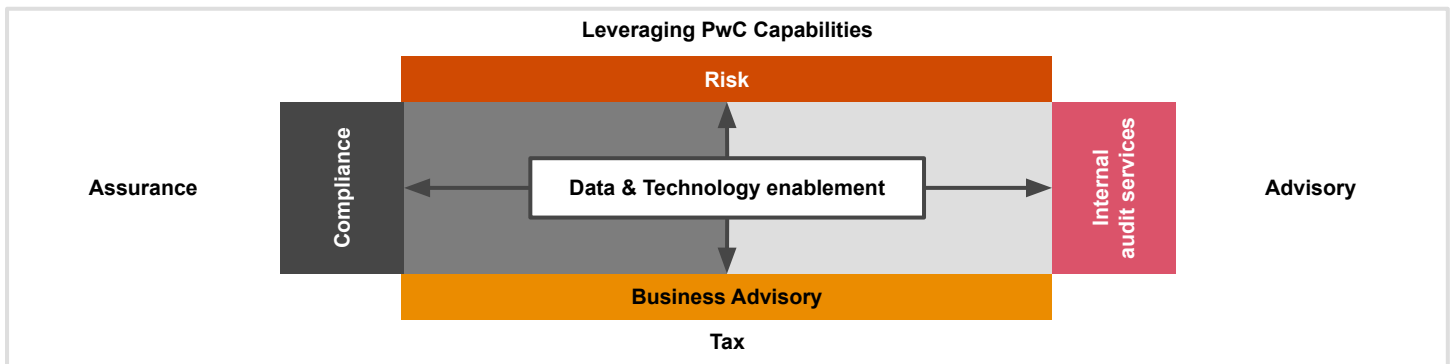 Leveraging PwC Capabilities
Risk
Assurance
Compliance
Data & Technology enablement
Internal
audit services
Advisory
Business Advisory
Tax